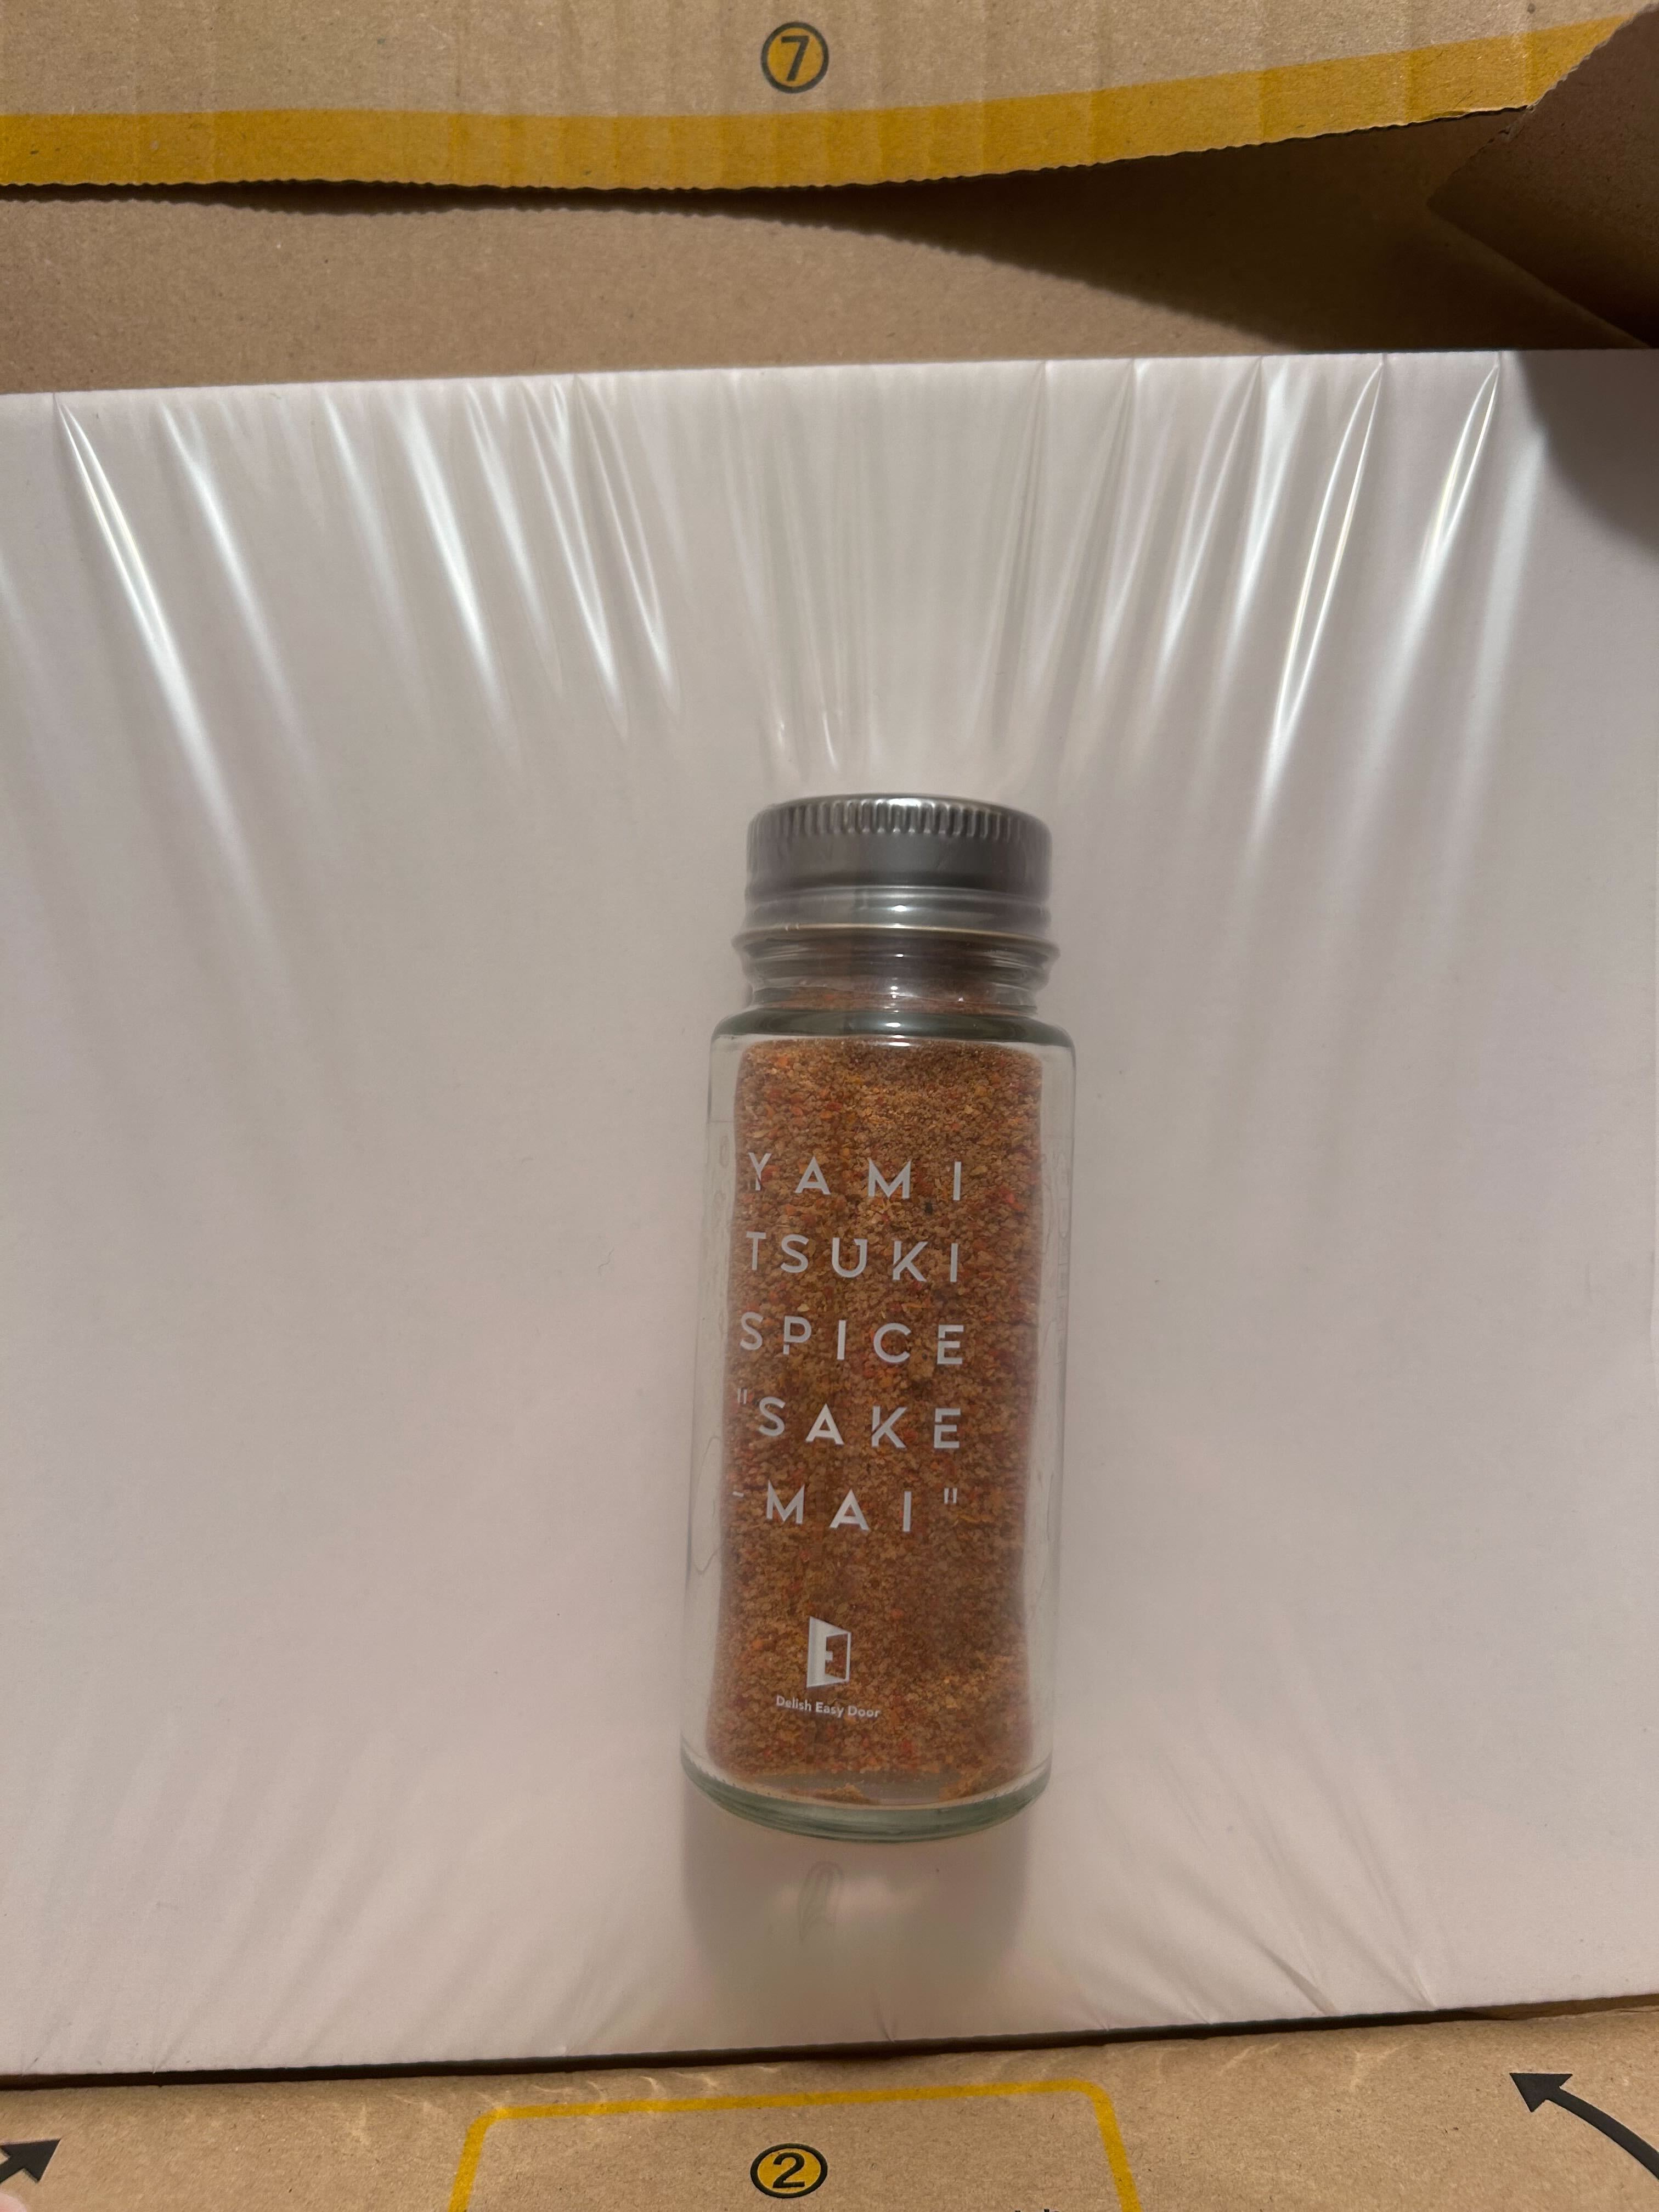 7
YAMI
TSUKI
SPICE
"SAKE
-MAI"
Delish Easy Door
2